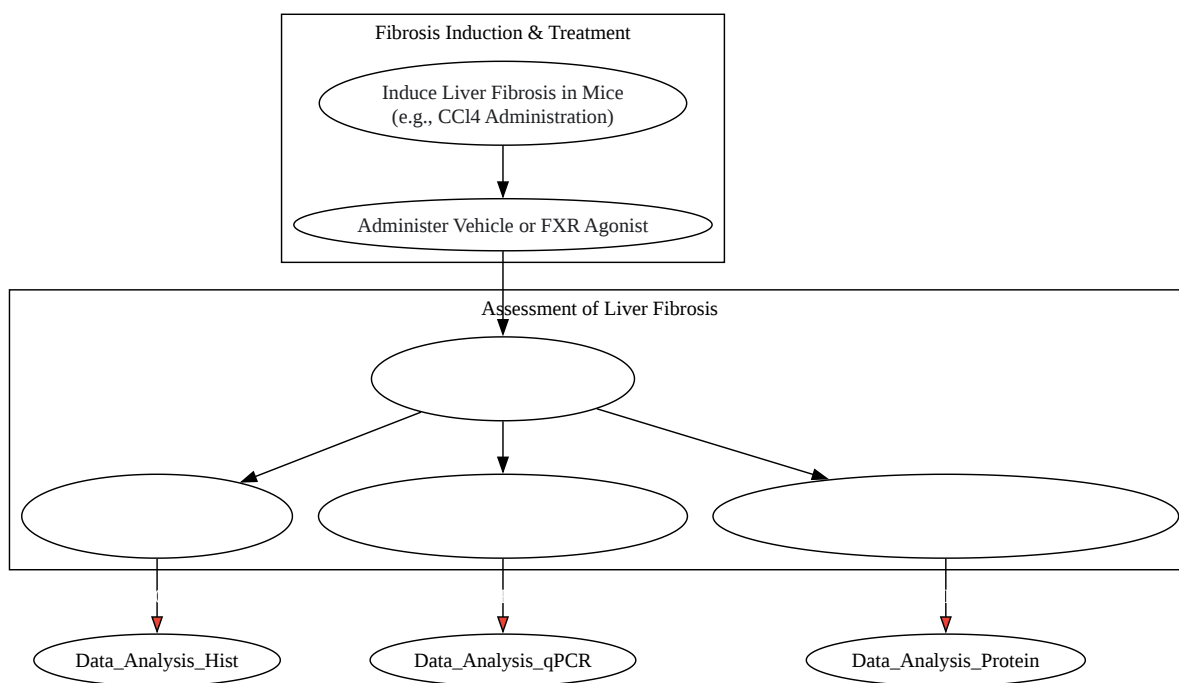 Fibrosis Induction & Treatment
Induce Liver Fibrosis in Mice
(e.g., CCl4 Administration)
Administer Vehicle or FXR Agonist
Assessment of Liver Fibrosis
Data_Analysis_Hist
Data_Analysis_qPCR
Data_Analysis_Protein